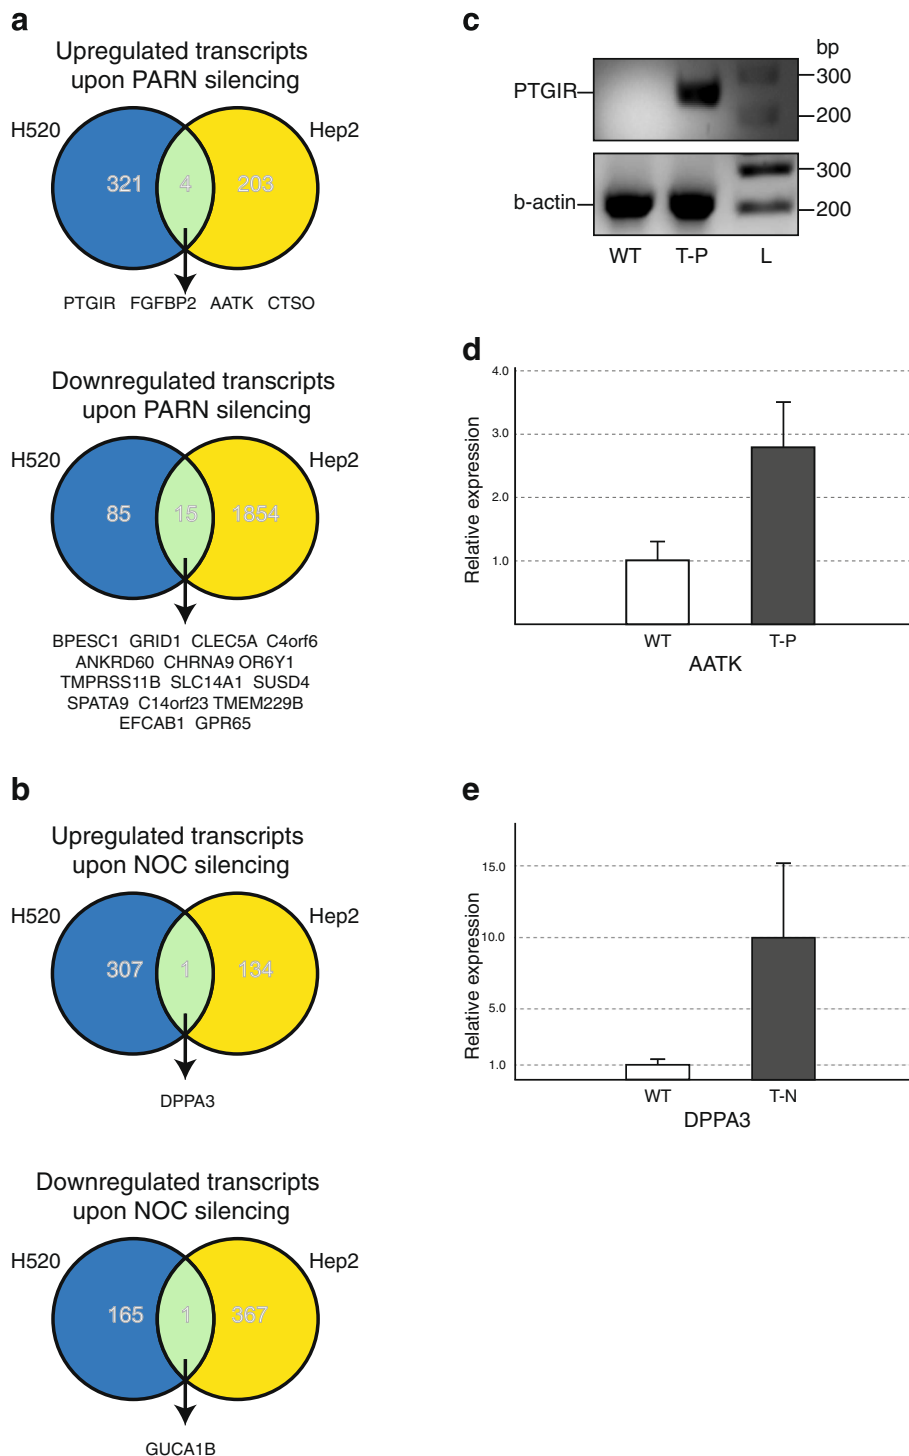 a
Upregulated transcripts
upon PARN silencing
H520
Hep2
321
4
203
PTGIR FGFBP2 AATK CTSO
Downregulated transcripts
upon PARN silencing
H520
Hep2
85
15
1854
BPESC1 GRID1 CLEC5A C4orf6
ANKRD60 CHRNA9 OR6Y1
TMPRSS11B SLC14A1 SUSD4
SPATA9 C14orf23 TMEM229B
EFCAB1 GPR65
b
Upregulated transcripts
upon NOC silencing
H520
Hep2
307
1
134
DPPA3
Downregulated transcripts
upon NOC silencing
H520
Hep2
165
1
367
GUCA1B
c
bp
PTGIR
300
200
b-actin
300
200
WT T-P L
d
Relative expression
4.0
3.0
2.0
1.0
WT T-P
AATK
e
Relative expression
15.0
10.0
5.0
1.0
WT T-N
DPPA3